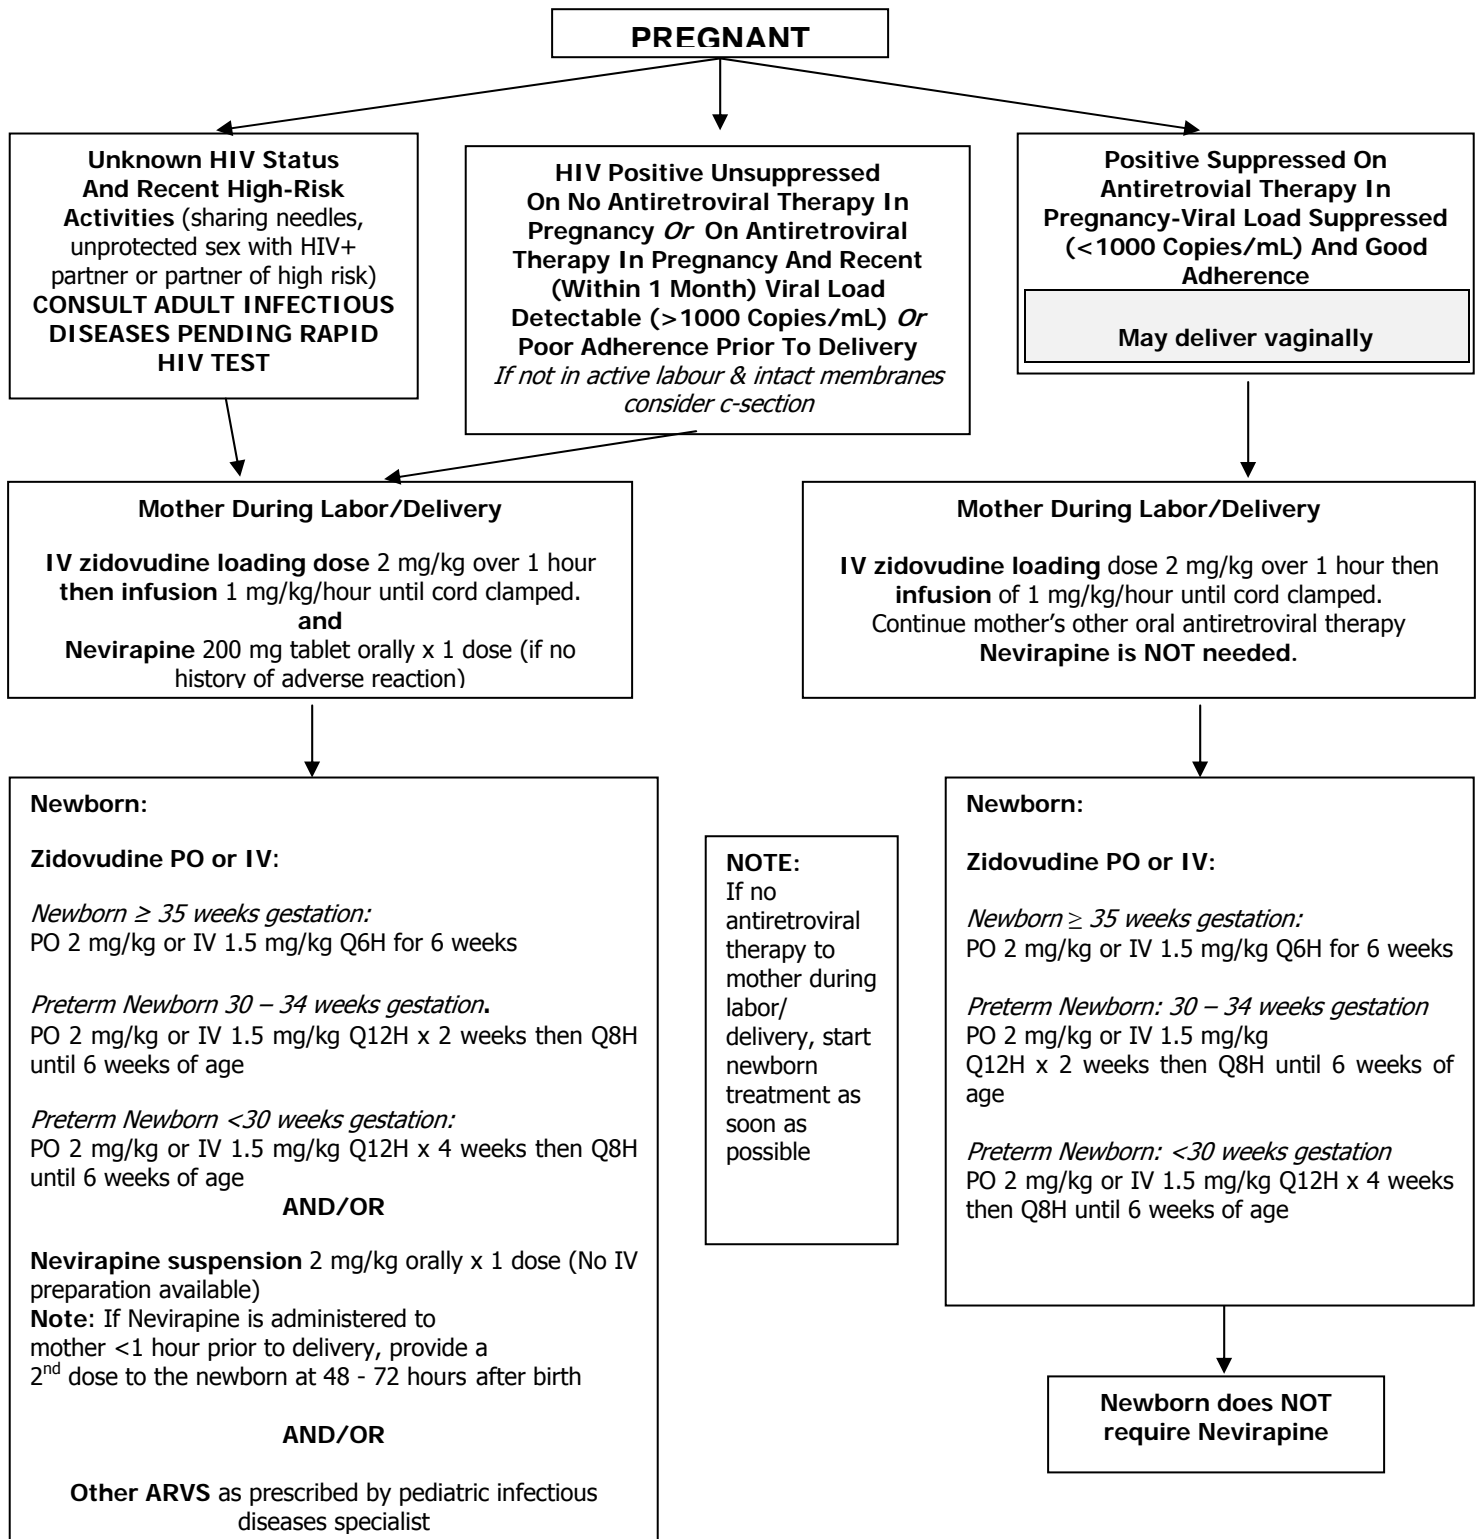 PREGNANT
Unknown HIV Status
And Recent High-Risk
Activities (sharing needles,
unprotected sex with HIV+
partner or partner of high risk)
CONSULT ADULT INFECTIOUS
DISEASES PENDING RAPID
HIV TEST
HIV Positive Unsuppressed
On No Antiretroviral Therapy In
Pregnancy Or On Antiretroviral
Therapy In Pregnancy And Recent
(Within 1 Month) Viral Load
Detectable (>1000 Copies/mL) Or
Poor Adherence Prior To Delivery
If not in active labour & intact membranes
consider c-section
Positive Suppressed On
Antiretrovial Therapy In
Pregnancy-Viral Load Suppressed
(<1000 Copies/mL) And Good
Adherence
May deliver vaginally
Mother During Labor/Delivery
IV zidovudine loading dose 2 mg/kg over 1 hour
then infusion 1 mg/kg/hour until cord clamped.
and
Nevirapine 200 mg tablet orally x 1 dose (if no
history of adverse reaction)
Mother During Labor/Delivery
IV zidovudine loading dose 2 mg/kg over 1 hour then
infusion of 1 mg/kg/hour until cord clamped.
Continue mother's other oral antiretroviral therapy
Nevirapine is NOT needed.
Newborn:
Zidovudine PO or IV:
Newborn ≥ 35 weeks gestation:
PO 2 mg/kg or IV 1.5 mg/kg Q6H for 6 weeks
Preterm Newborn 30 – 34 weeks gestation.
PO 2 mg/kg or IV 1.5 mg/kg Q12H x 2 weeks then Q8H
until 6 weeks of age
Preterm Newborn <30 weeks gestation:
PO 2 mg/kg or IV 1.5 mg/kg Q12H x 4 weeks then Q8H
until 6 weeks of age
AND/OR
Nevirapine suspension 2 mg/kg orally x 1 dose (No IV
preparation available)
Note: If Nevirapine is administered to
mother <1 hour prior to delivery, provide a
2nd dose to the newborn at 48 - 72 hours after birth
AND/OR
Other ARVS as prescribed by pediatric infectious
diseases specialist
NOTE:
If no
antiretroviral
therapy to
mother during
labor/
delivery, start
newborn
treatment as
soon as
possible
Newborn:
Zidovudine PO or IV:
Newborn ≥ 35 weeks gestation:
PO 2 mg/kg or IV 1.5 mg/kg Q6H for 6 weeks
Preterm Newborn: 30 – 34 weeks gestation
PO 2 mg/kg or IV 1.5 mg/kg
Q12H x 2 weeks then Q8H until 6 weeks of
age
Preterm Newborn: <30 weeks gestation
PO 2 mg/kg or IV 1.5 mg/kg Q12H x 4 weeks
then Q8H until 6 weeks of age
Newborn does NOT
require Nevirapine